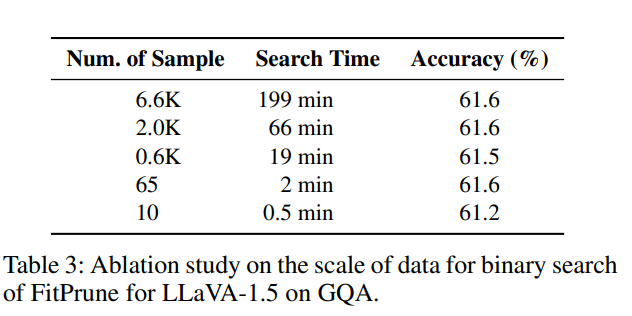 Num. of Sample Search Time Accuracy (%)
6.6K 199 min 61.6
2.0K 66 min 61.6
0.6K 19 min 61.5
65 2 min 61.6
10 0.5 min 61.2
Table 3: Ablation study on the scale of data for binary search
of FitPrune for LLaVA-1.5 on GQA.